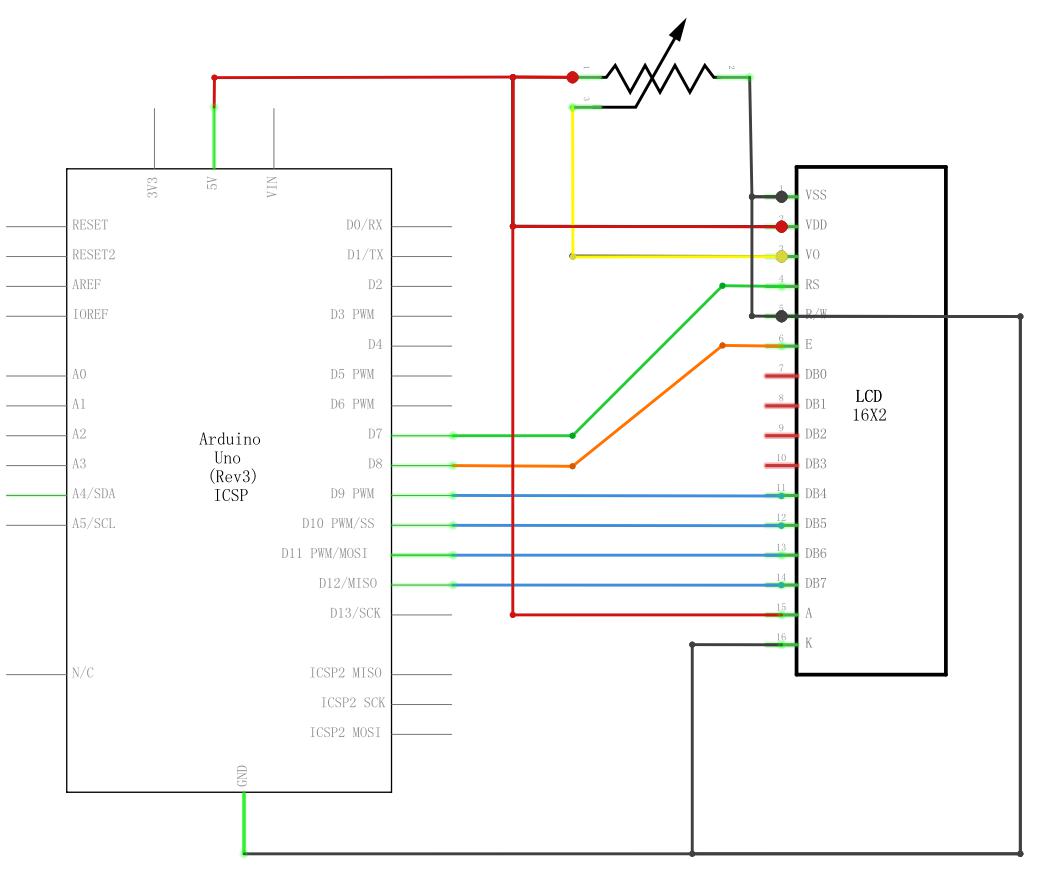 1
2
3
3V3
5V
VIN
RESET
RESET2
AREF
IOREF
A0
A1
A2
A3
A4/SDA
A5/SCL
N/C
Arduino
Uno
(Rev3)
ICSP
D0/RX
D1/TX
D2
D3 PWM
D4
D5 PWM
D6 PWM
D7
D8
D9 PWM
D10 PWM/SS
D11 PWM/MOSI
D12/MISO
D13/SCK
ICSP2 MISO
ICSP2 SCK
ICSP2 MOSI
GND
1 VSS
2 VDD
3 VO
4 RS
5 R/W
6 E
7 DB0
8 DB1
9 DB2
10 DB3
11 DB4
12 DB5
13 DB6
14 DB7
15 A
16 K
LCD
16X2